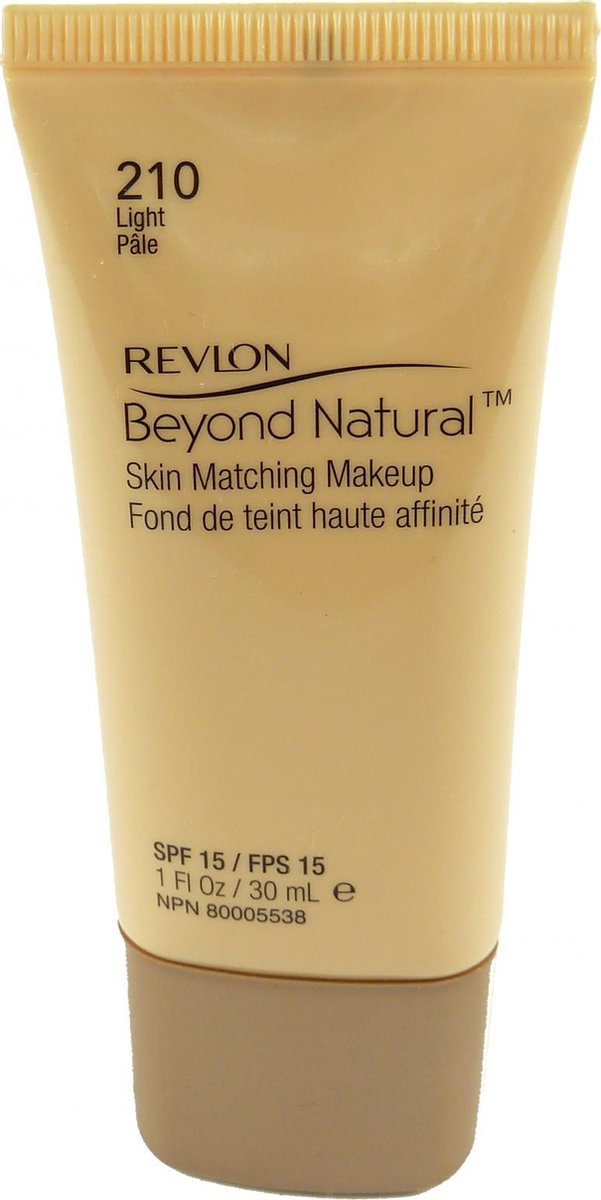 210
Light
Pâle
REVLON
Beyond Natural™
Skin Matching Makeup
Fond de teint haute affinité
SPF 15 / FPS 15
1 Fl Oz / 30 mL ℮
NPN 80005538